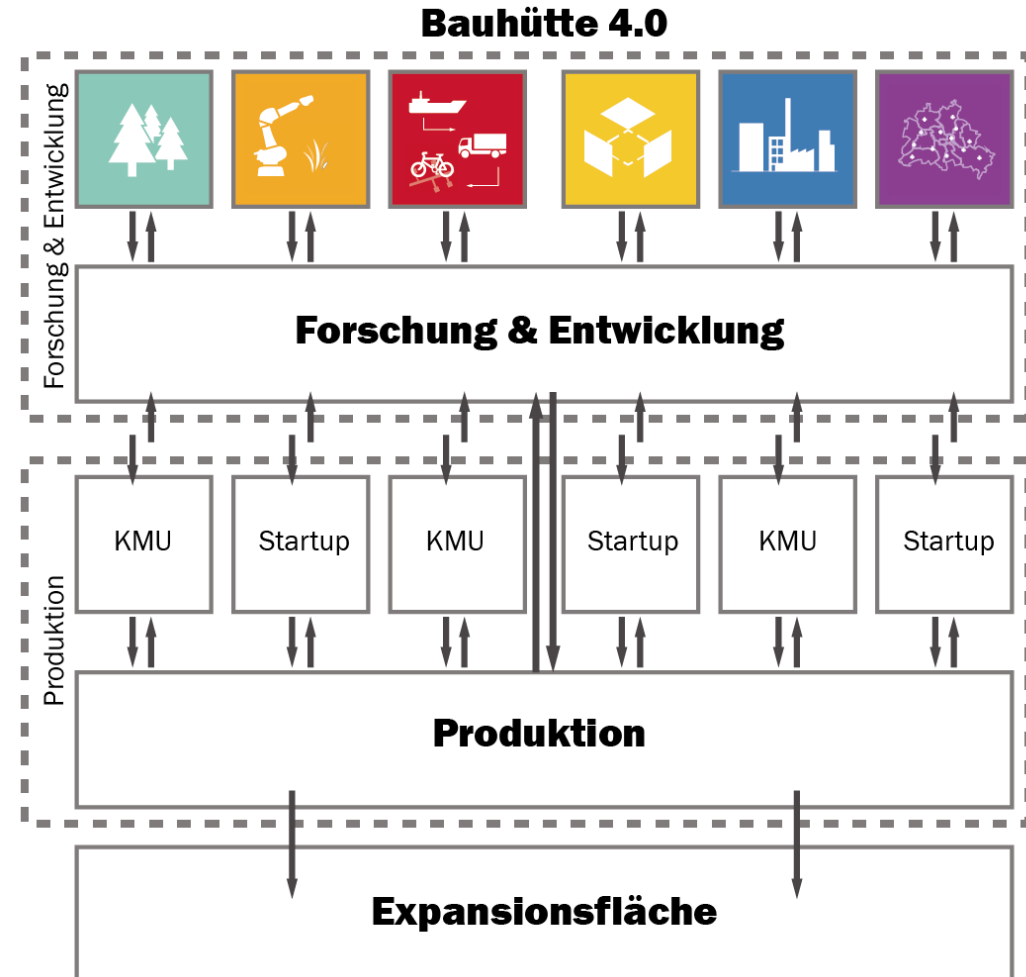 Bauhütte 4.0
Forschung & Entwicklung
Forschung & Entwicklung
KMU
Startup
KMU
Startup
KMU
Startup
Produktion
Produktion
Expansionsfläche